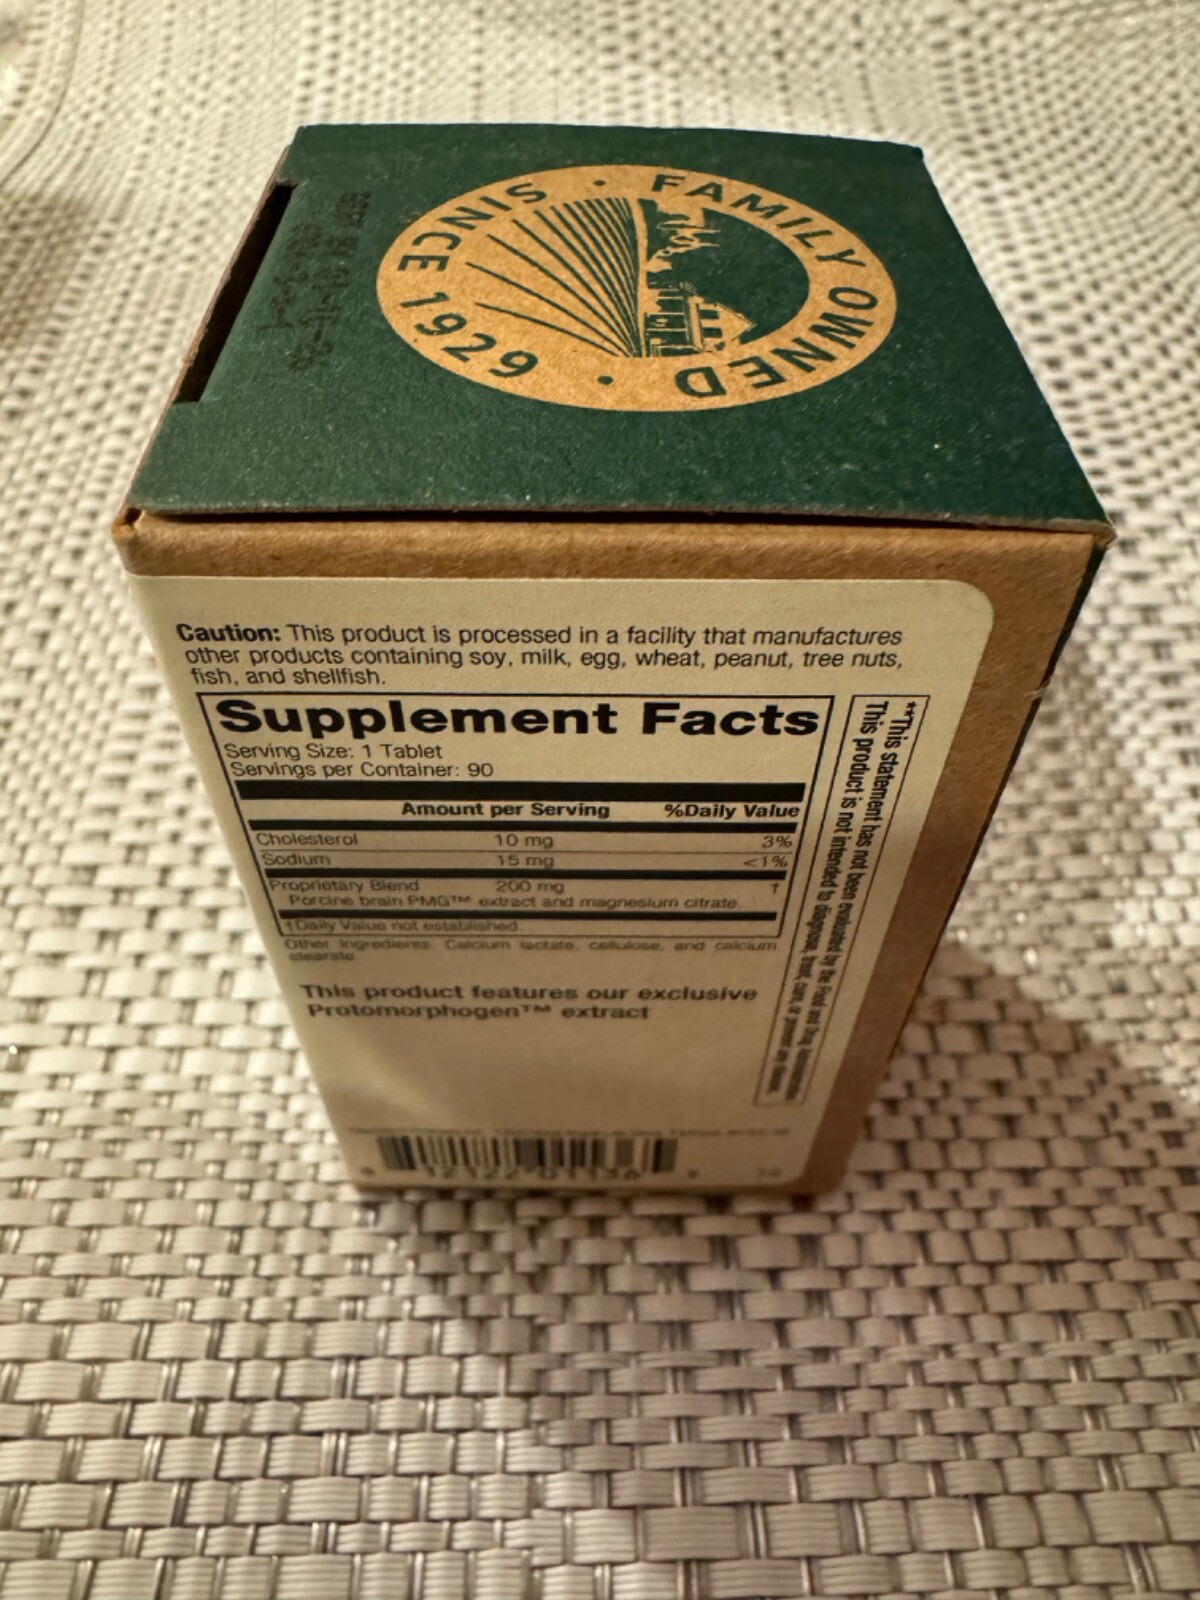 SINCE 1929 · FAMILY OWNED ·
Caution: This product is processed in a facility that manufactures
other products containing soy, milk, egg, wheat, peanut, tree nuts,
fish, and shellfish.
Supplement Facts
Serving Size: 1 Tablet
Servings per Container: 90
Amount per Serving %Daily Value
Cholesterol 10 mg 3%
Sodium 15 mg <1%
Proprietary Blend 200 mg †
Porcine brain PMG™ extract and magnesium citrate.
†Daily Value not established.
Other Ingredients: Calcium lactate, cellulose, and calcium
stearate.
This product features our exclusive
Protomorphogen™ extract
**This statement has not been evaluated by the Food and Drug Administration.
This product is not intended to diagnose, treat, cure, or prevent any disease.